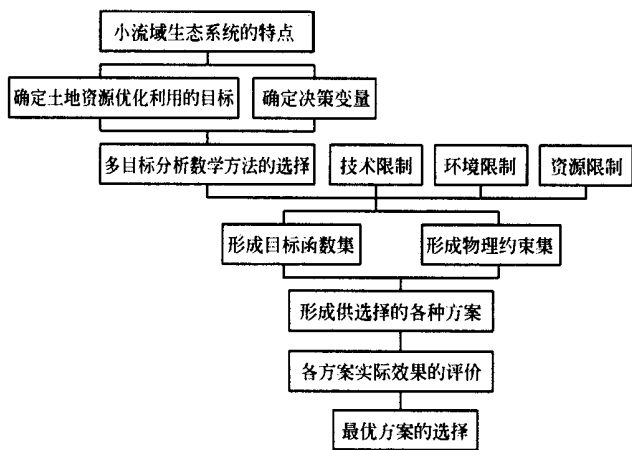 小流域生态系统的特点
确定土地资源优化利用的目标
确定决策变量
多目标分析数学方法的选择
技术限制
环境限制
资源限制
形成目标函数集
形成物理约束集
形成供选择的各种方案
各方案实际效果的评价
最优方案的选择